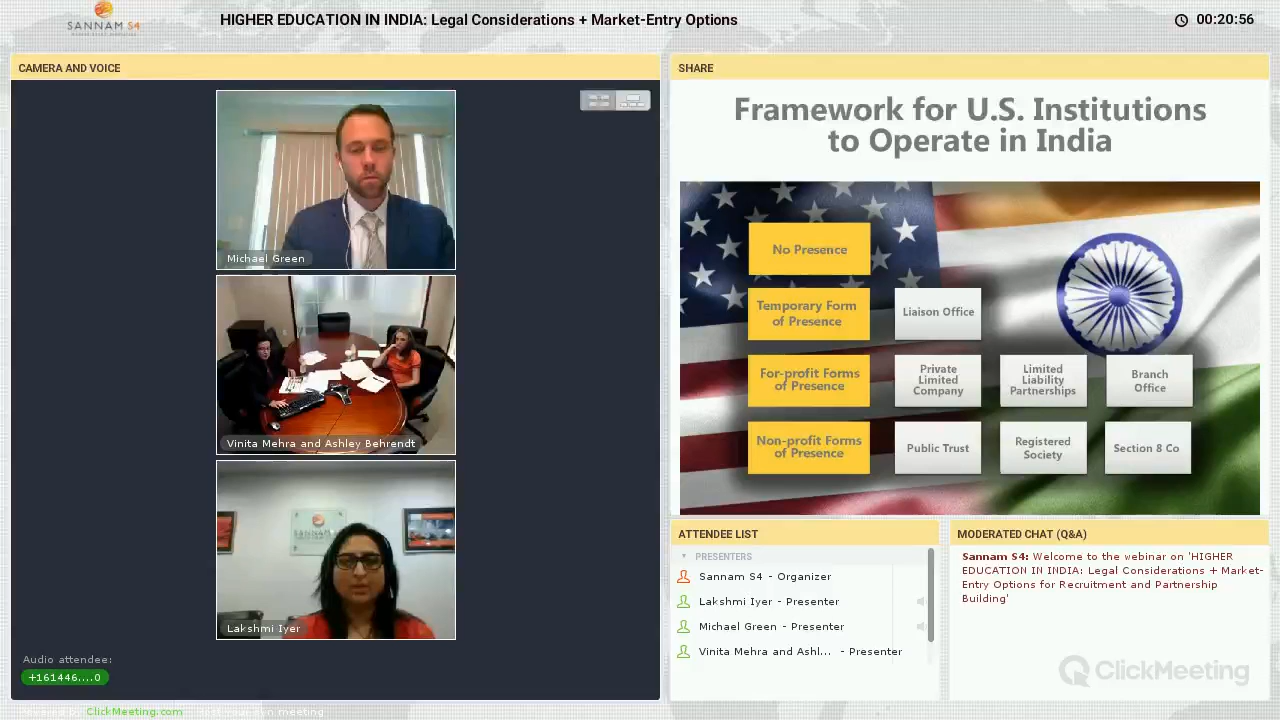 SANNAM S4
HIGHER EDUCATION IN INDIA: Legal Considerations + Market-Entry Options
00:20:56
CAMERA AND VOICE
Michael Green
Vinita Mehra and Ashley Behrendt
Lakshmi Iyer
Audio attendee:
+161446....0
SHARE
Framework for U.S. Institutions
to Operate in India
No Presence
Temporary Form
of Presence
Liaison Office
For-profit Forms
of Presence
Private
Limited
Company
Limited
Liability
Partnerships
Branch
Office
Non-profit Forms
of Presence
Public Trust
Registered
Society
Section 8 Co
ATTENDEE LIST
PRESENTERS
Sannam S4 - Organizer
Lakshmi Iyer - Presenter
Michael Green - Presenter
Vinita Mehra and Ashl... - Presenter
MODERATED CHAT (Q&A)
Sannam S4: Welcome to the webinar on 'HIGHER
EDUCATION IN INDIA: Legal Considerations + Market-
Entry Options for Recruitment and Partnership
Building'
ClickMeeting
ClickMeeting.com